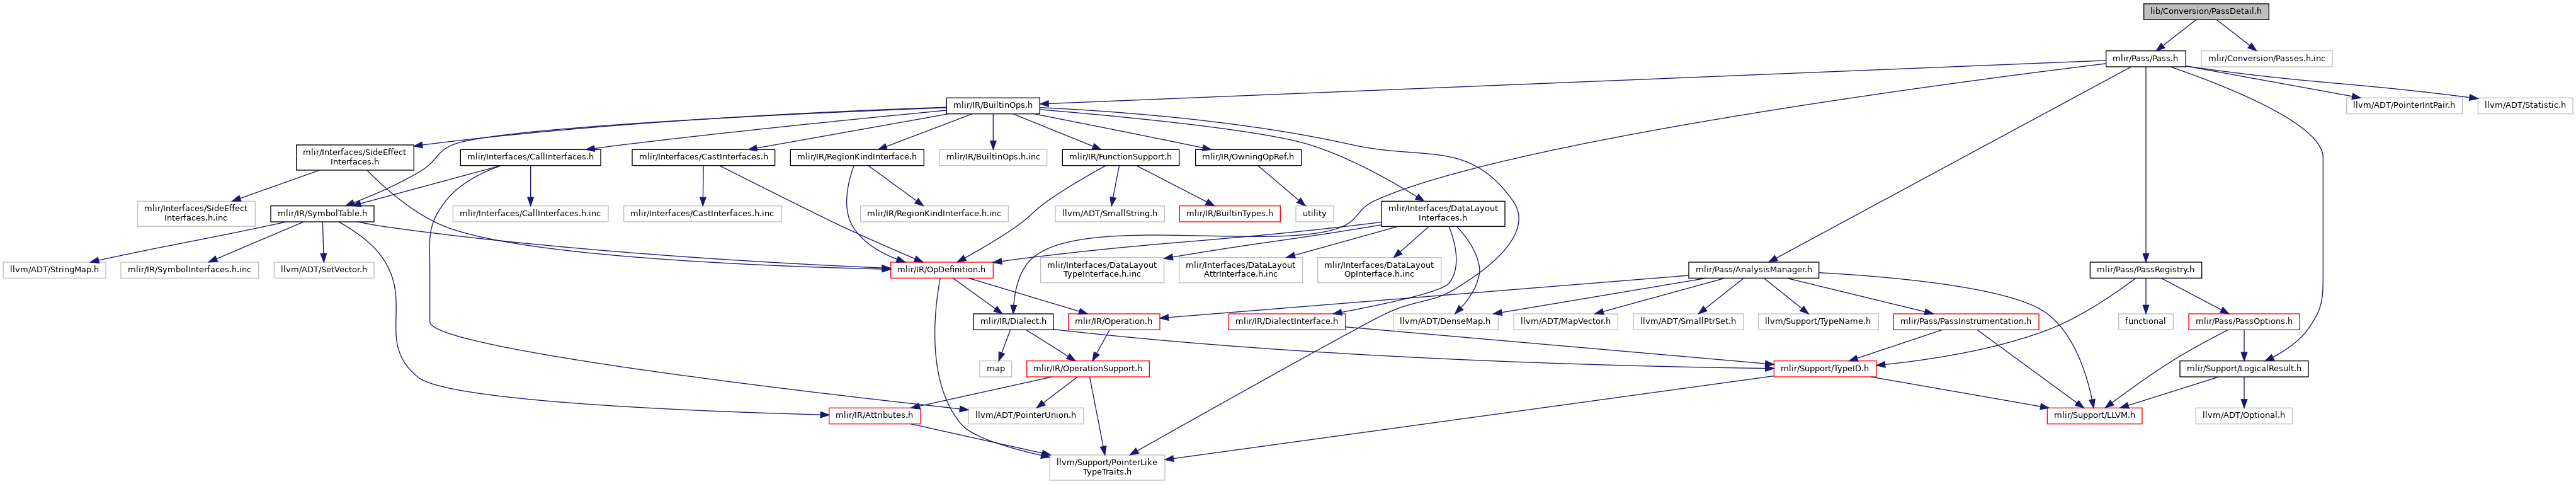 lib/Conversion/PassDetail.h
mlir/Pass/Pass.h
mlir/Conversion/Passes.h.inc
mlir/IR/BuiltinOps.h
llvm/ADT/PointerIntPair.h
llvm/ADT/Statistic.h
mlir/Interfaces/SideEffect
Interfaces.h
mlir/Interfaces/CallInterfaces.h
mlir/Interfaces/CastInterfaces.h
mlir/IR/RegionKindInterface.h
mlir/IR/BuiltinOps.h.inc
mlir/IR/FunctionSupport.h
mlir/IR/OwningOpRef.h
mlir/Interfaces/SideEffect
Interfaces.h.inc
mlir/IR/SymbolTable.h
mlir/Interfaces/CallInterfaces.h.inc
mlir/Interfaces/CastInterfaces.h.inc
mlir/IR/RegionKindInterface.h.inc
llvm/ADT/SmallString.h
mlir/IR/BuiltinTypes.h
utility
mlir/Interfaces/DataLayout
Interfaces.h
llvm/ADT/StringMap.h
mlir/IR/SymbolInterfaces.h.inc
llvm/ADT/SetVector.h
mlir/IR/OpDefinition.h
mlir/Interfaces/DataLayout
TypeInterface.h.inc
mlir/Interfaces/DataLayout
AttrInterface.h.inc
mlir/Interfaces/DataLayout
OpInterface.h.inc
mlir/Pass/AnalysisManager.h
mlir/Pass/PassRegistry.h
mlir/IR/Dialect.h
mlir/IR/Operation.h
mlir/IR/DialectInterface.h
llvm/ADT/DenseMap.h
llvm/ADT/MapVector.h
llvm/ADT/SmallPtrSet.h
llvm/Support/TypeName.h
mlir/Pass/PassInstrumentation.h
functional
mlir/Pass/PassOptions.h
map
mlir/IR/OperationSupport.h
mlir/Support/TypeID.h
mlir/Support/LogicalResult.h
mlir/IR/Attributes.h
llvm/ADT/PointerUnion.h
mlir/Support/LLVM.h
llvm/ADT/Optional.h
llvm/Support/PointerLike
TypeTraits.h